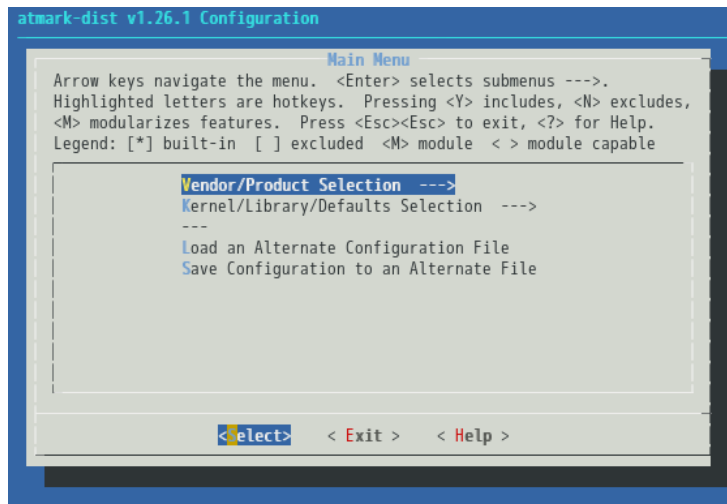 atmark-dist v1.26.1 Configuration
Main Menu
Arrow keys navigate the menu.  <Enter> selects submenus --->.
Highlighted letters are hotkeys.  Pressing <Y> includes, <N> excludes,
<M> modularizes features.  Press <Esc><Esc> to exit, <?> for Help.
Legend: [*] built-in  [ ] excluded  <M> module  < > module capable
Vendor/Product Selection  --->
Kernel/Library/Defaults Selection  --->
---
Load an Alternate Configuration File
Save Configuration to an Alternate File
<Select>    < Exit >    < Help >